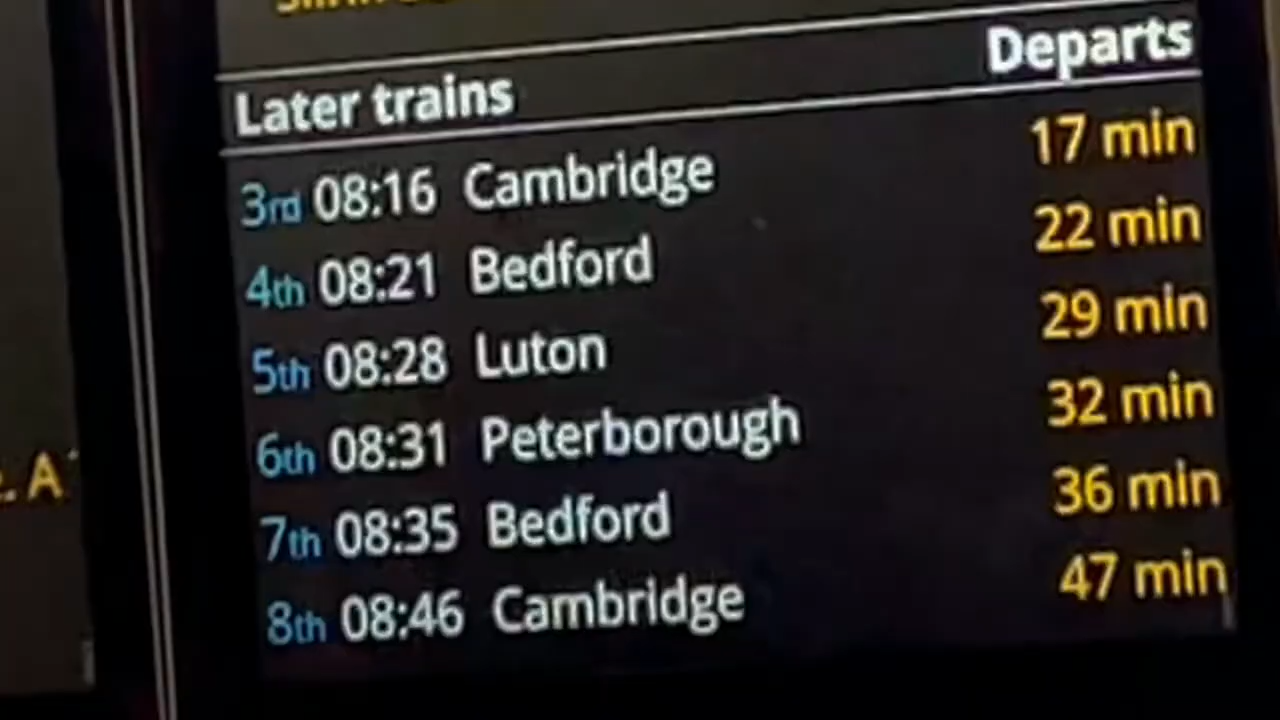 Later trains Departs
3rd 08:16 Cambridge 17 min
4th 08:21 Bedford 22 min
5th 08:28 Luton 29 min
6th 08:31 Peterborough 32 min
7th 08:35 Bedford 36 min
8th 08:46 Cambridge 47 min